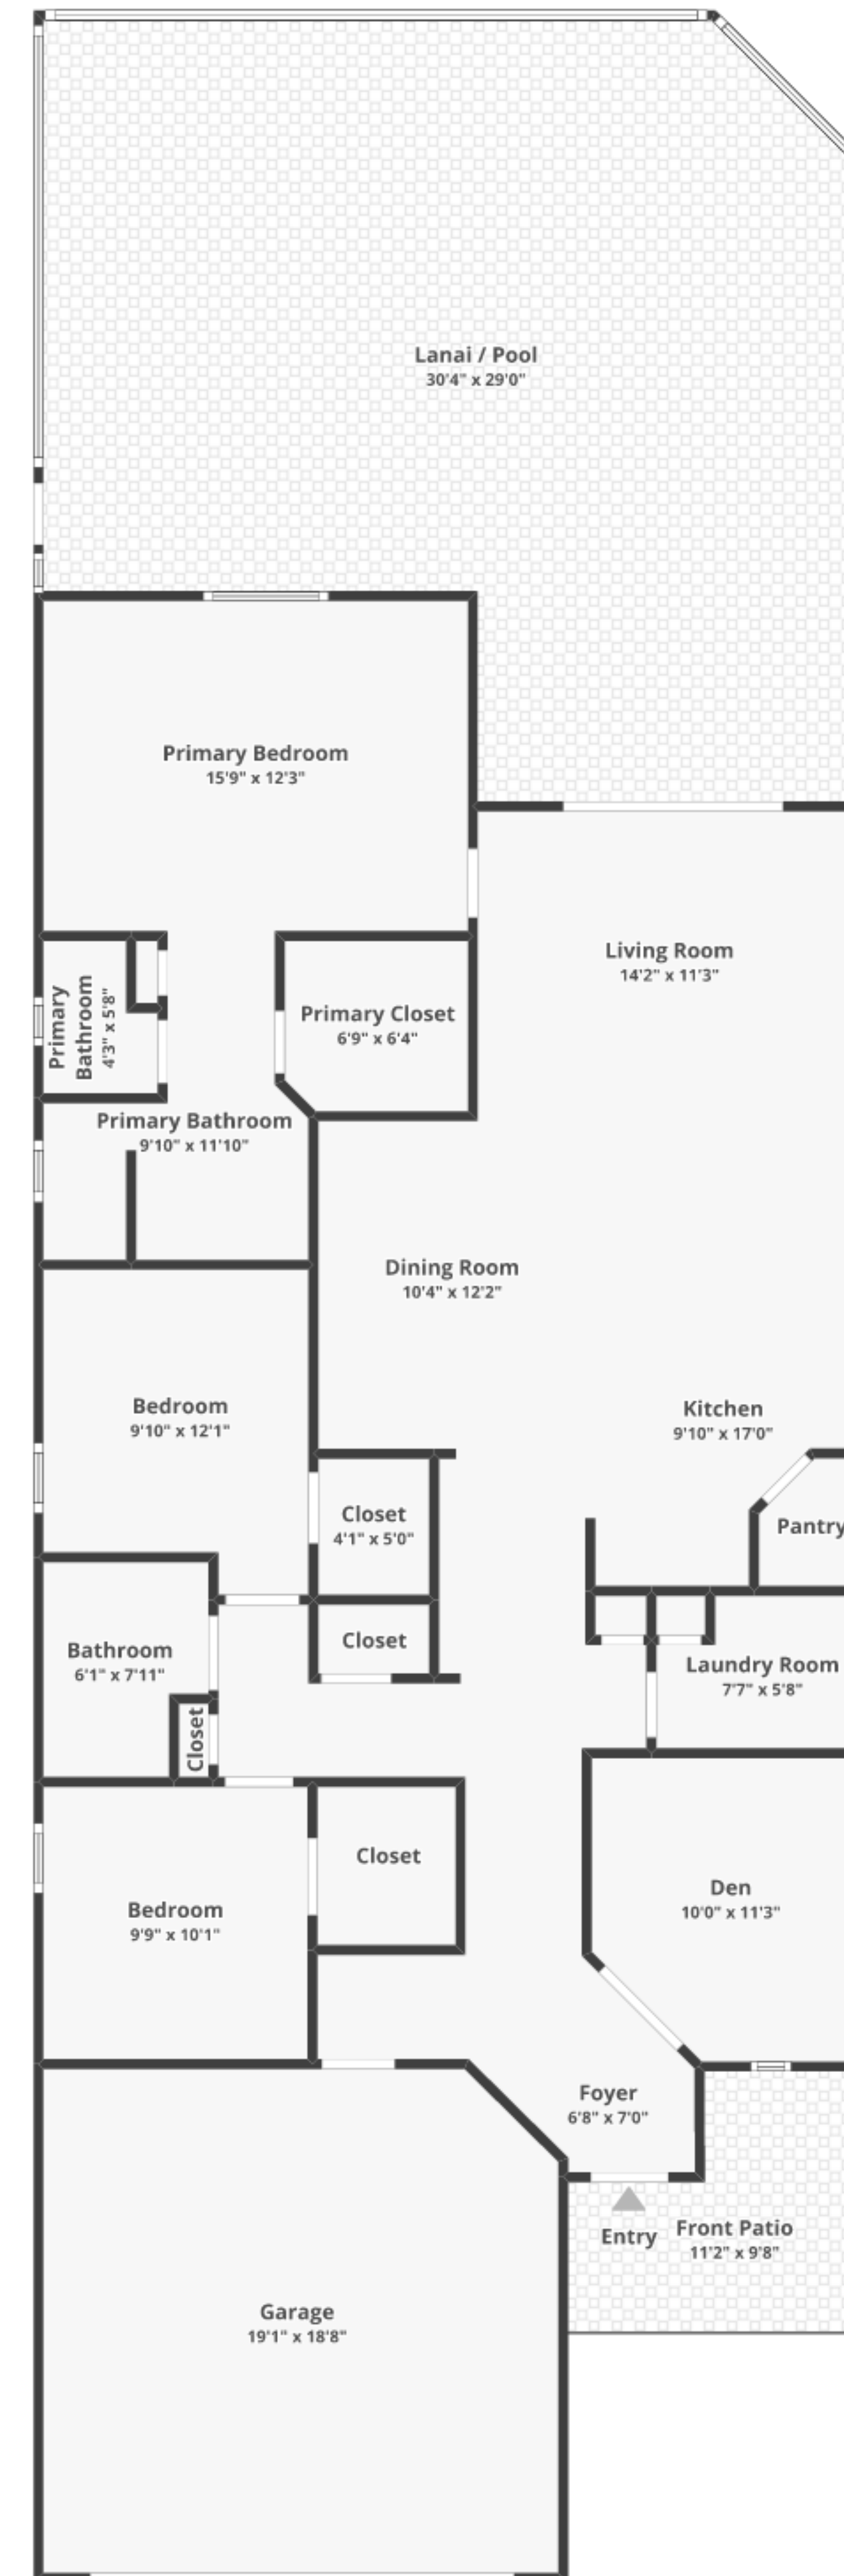 Lanai / Pool
30'4" x 29'0"
Primary Bedroom
15'9" x 12'3"
Living Room
14'2" x 11'3"
Primary
Bathroom
4'3" x 5'8"
Primary Closet
6'9" x 6'4"
Primary Bathroom
9'10" x 11'10"
Dining Room
10'4" x 12'2"
Bedroom
9'10" x 12'1"
Kitchen
9'10" x 17'0"
Closet
4'1" x 5'0"
Pantry
Closet
Bathroom
6'1" x 7'11"
Laundry Room
7'7" x 5'8"
Closet
Closet
Den
10'0" x 11'3"
Bedroom
9'9" x 10'1"
Foyer
6'8" x 7'0"
Entry
Front Patio
11'2" x 9'8"
Garage
19'1" x 18'8"